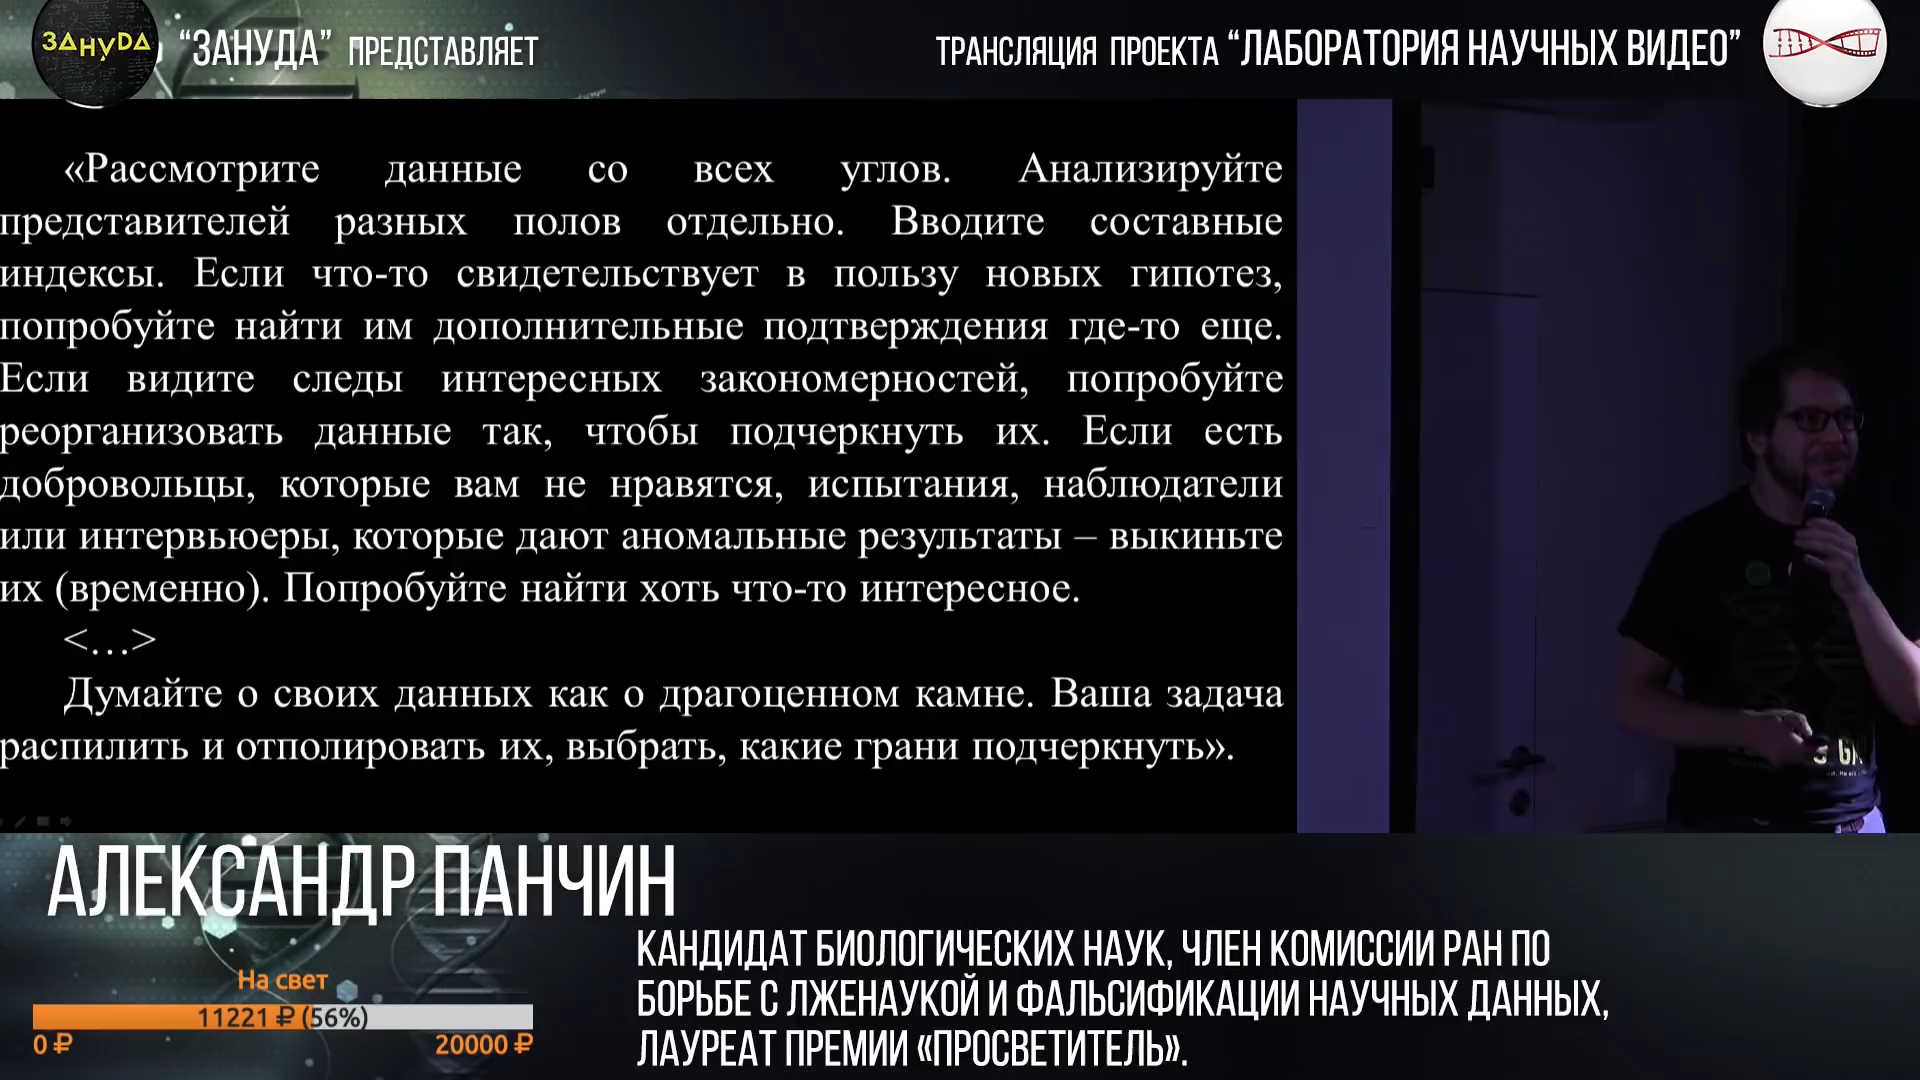 ЗАНУДА
“ЗАНУДА” ПРЕДСТАВЛЯЕТ
ТРАНСЛЯЦИЯ ПРОЕКТА “ЛАБОРАТОРИЯ НАУЧНЫХ ВИДЕО”
«Рассмотрите данные со всех углов. Анализируйте
представителей разных полов отдельно. Вводите составные
индексы. Если что-то свидетельствует в пользу новых гипотез,
попробуйте найти им дополнительные подтверждения где-то еще.
Если видите следы интересных закономерностей, попробуйте
реорганизовать данные так, чтобы подчеркнуть их. Если есть
добровольцы, которые вам не нравятся, испытания, наблюдатели
или интервьюеры, которые дают аномальные результаты – выкиньте
их (временно). Попробуйте найти хоть что-то интересное.
<…>
Думайте о своих данных как о драгоценном камне. Ваша задача
распилить и отполировать их, выбрать, какие грани подчеркнуть».
АЛЕКСАНДР ПАНЧИН
КАНДИДАТ БИОЛОГИЧЕСКИХ НАУК, ЧЛЕН КОМИССИИ РАН ПО
БОРЬБЕ С ЛЖЕНАУКОЙ И ФАЛЬСИФИКАЦИИ НАУЧНЫХ ДАННЫХ,
ЛАУРЕАТ ПРЕМИИ «ПРОСВЕТИТЕЛЬ».
На свет
11221 ₽ (56%)
0 ₽ 20000 ₽